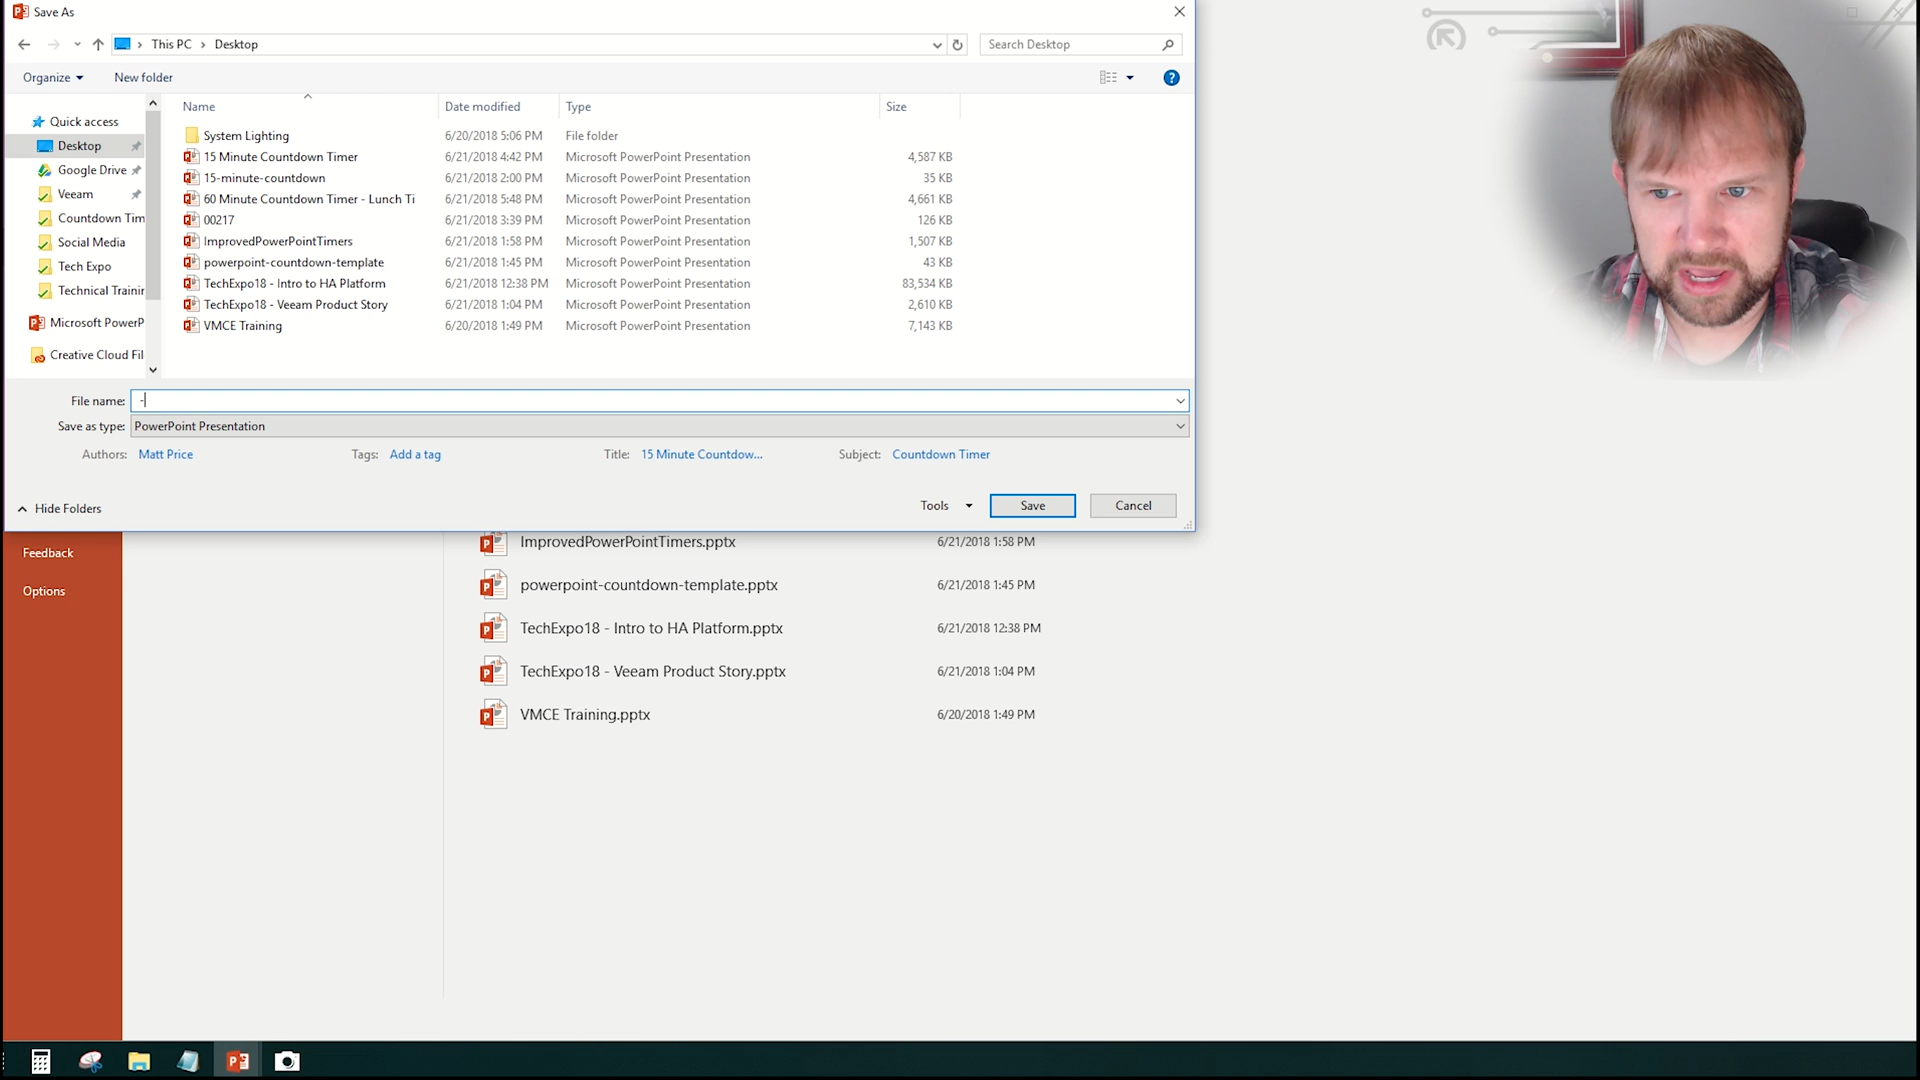 Save As
This PC > Desktop
Search Desktop
Organize
New folder
?
Name
Date modified
Type
Size
Quick access
Desktop
Google Drive
Veeam
Countdown Tim
Social Media
Tech Expo
Technical Trainin
Microsoft PowerP
Creative Cloud Fil
System Lighting 6/20/2018 5:06 PM File folder
15 Minute Countdown Timer 6/21/2018 4:42 PM Microsoft PowerPoint Presentation 4,587 KB
15-minute-countdown 6/21/2018 2:00 PM Microsoft PowerPoint Presentation 35 KB
60 Minute Countdown Timer - Lunch Ti 6/21/2018 5:48 PM Microsoft PowerPoint Presentation 4,661 KB
00217 6/21/2018 3:39 PM Microsoft PowerPoint Presentation 126 KB
ImprovedPowerPointTimers 6/21/2018 1:58 PM Microsoft PowerPoint Presentation 1,507 KB
powerpoint-countdown-template 6/21/2018 1:45 PM Microsoft PowerPoint Presentation 43 KB
TechExpo18 - Intro to HA Platform 6/21/2018 12:38 PM Microsoft PowerPoint Presentation 83,534 KB
TechExpo18 - Veeam Product Story 6/21/2018 1:04 PM Microsoft PowerPoint Presentation 2,610 KB
VMCE Training 6/20/2018 1:49 PM Microsoft PowerPoint Presentation 7,143 KB
File name: -
Save as type: PowerPoint Presentation
Authors: Matt Price Tags: Add a tag Title: 15 Minute Countdow... Subject: Countdown Timer
Hide Folders
Tools
Save
Cancel
Feedback
Options
ImprovedPowerPointTimers.pptx 6/21/2018 1:58 PM
powerpoint-countdown-template.pptx 6/21/2018 1:45 PM
TechExpo18 - Intro to HA Platform.pptx 6/21/2018 12:38 PM
TechExpo18 - Veeam Product Story.pptx 6/21/2018 1:04 PM
VMCE Training.pptx 6/20/2018 1:49 PM